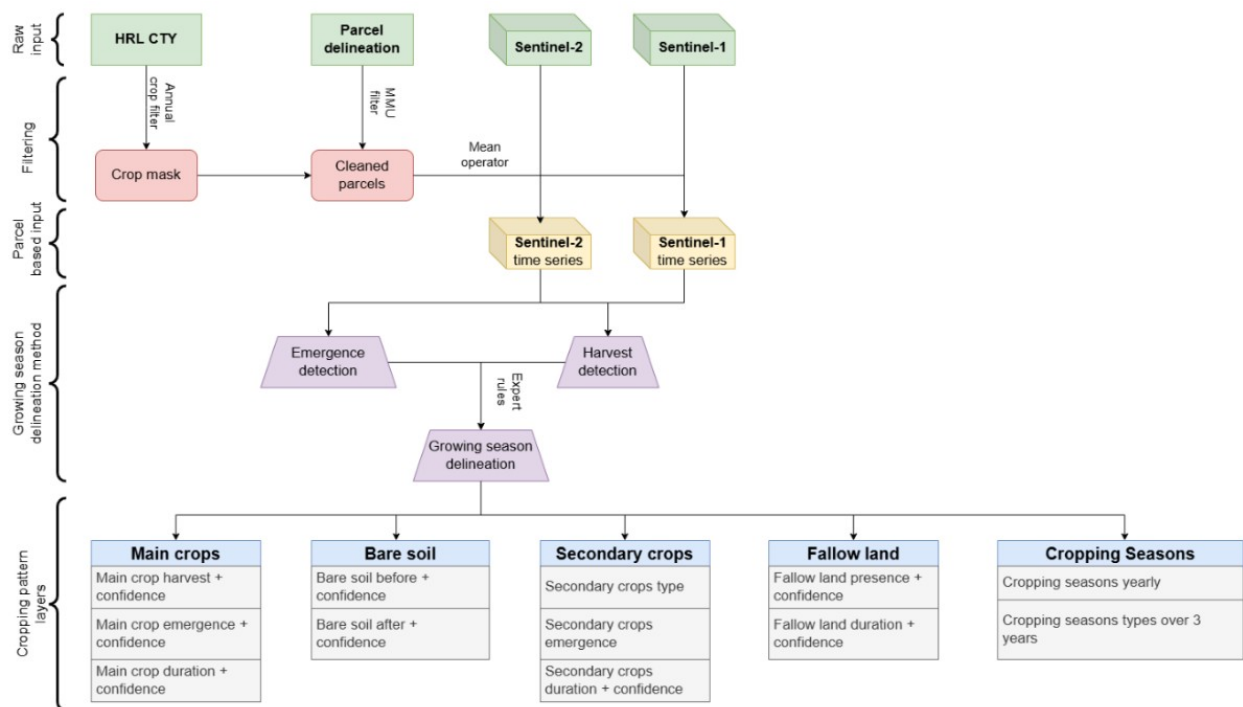 Raw
input
HRL CTY
Parcel
delineation
Sentinel-2
Sentinel-1
Filtering
Annual
crop filter
MMU
filter
Crop mask
Cleaned
parcels
Mean
operator
Parcel
based input
Sentinel-2
time series
Sentinel-1
time series
Growing season
delineation method
Emergence
detection
Harvest
detection
Expert
rules
Growing season
delineation
Cropping pattern
layers
Main crops
Main crop harvest +
confidence
Main crop emergence +
confidence
Main crop duration +
confidence
Bare soil
Bare soil before +
confidence
Bare soil after +
confidence
Secondary crops
Secondary crops type
Secondary crops
emergence
Secondary crops
duration + confidence
Fallow land
Fallow land presence +
confidence
Fallow land duration +
confidence
Cropping Seasons
Cropping seasons yearly
Cropping seasons types over 3
years